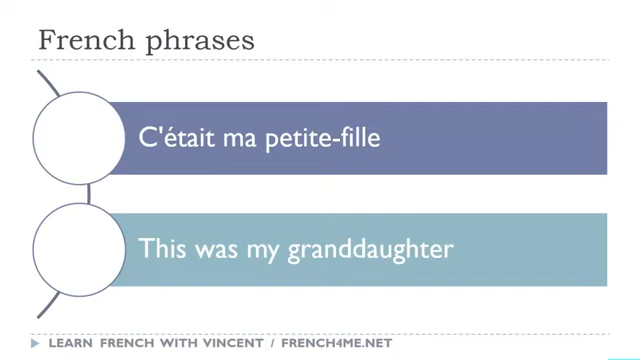 French phrases
C'était ma petite-fille
This was my granddaughter
LEARN FRENCH WITH VINCENT / FRENCH4ME.NET